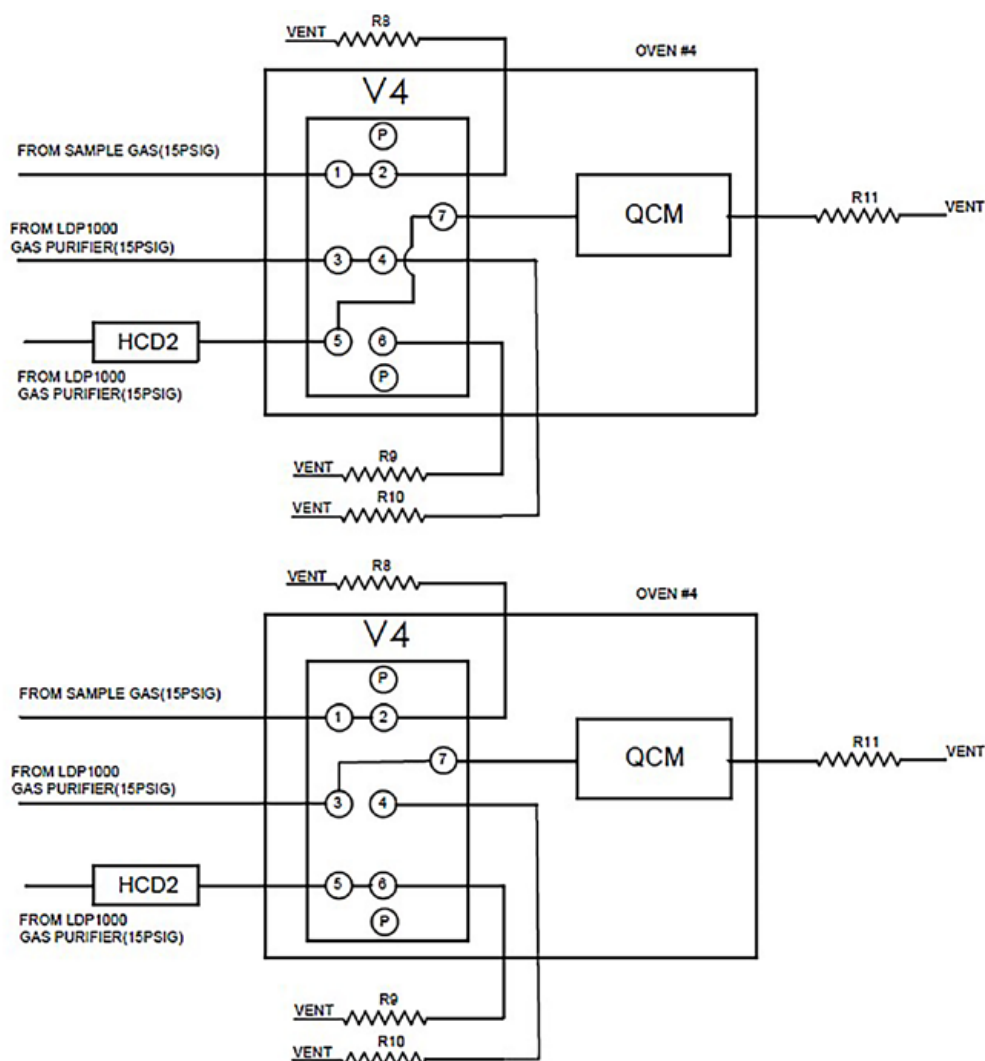 R8
VENT
OVEN #4
V4
P
FROM SAMPLE GAS(15PSIG)
1 2
R11
VENT
7
QCM
FROM LDP1000
GAS PURIFIER(15PSIG)
3 4
HCD2
5 6
FROM LDP1000
GAS PURIFIER(15PSIG)
P
R9
VENT
R10
VENT
R8
VENT
OVEN #4
V4
P
FROM SAMPLE GAS(15PSIG)
1 2
R11
VENT
7
QCM
FROM LDP1000
GAS PURIFIER(15PSIG)
3 4
HCD2
5 6
FROM LDP1000
GAS PURIFIER(15PSIG)
P
R9
VENT
R10
VENT